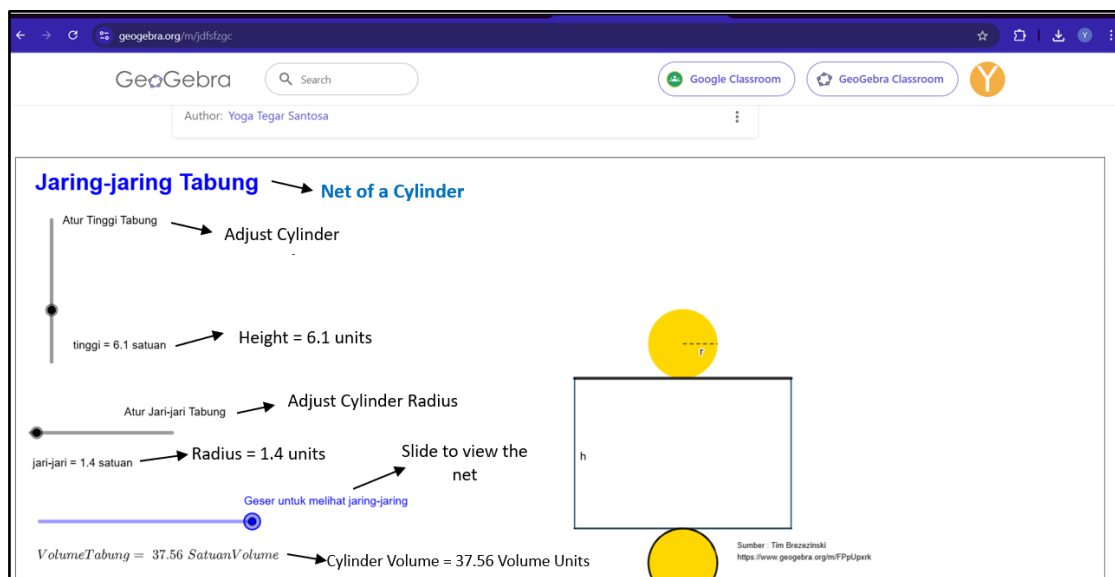 geogebra.org/m/jdfsfzgc
Y
GeoGebra
Search
Google Classroom
GeoGebra Classroom
Y
Author: Yoga Tegar Santosa
Jaring-jaring Tabung
Net of a Cylinder
Atur Tinggi Tabung
Adjust Cylinder
tinggi = 6.1 satuan
Height = 6.1 units
r
Atur Jari-jari Tabung
Adjust Cylinder Radius
jari-jari = 1.4 satuan
Radius = 1.4 units
Slide to view the
net
h
Geser untuk melihat jaring-jaring
VolumeTabung = 37.56 SatuanVolume
Cylinder Volume = 37.56 Volume Units
Sumber : Tim Brezezinski
https://www.geogebra.org/m/FPpUpxrk